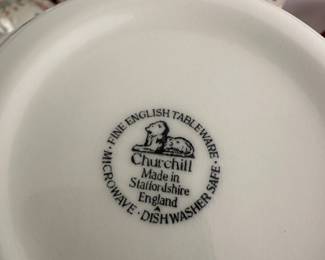 · FINE ENGLISH TABLEWARE ·
Churchill
Made in
Staffordshire
England
MICROWAVE · DISHWASHER SAFE